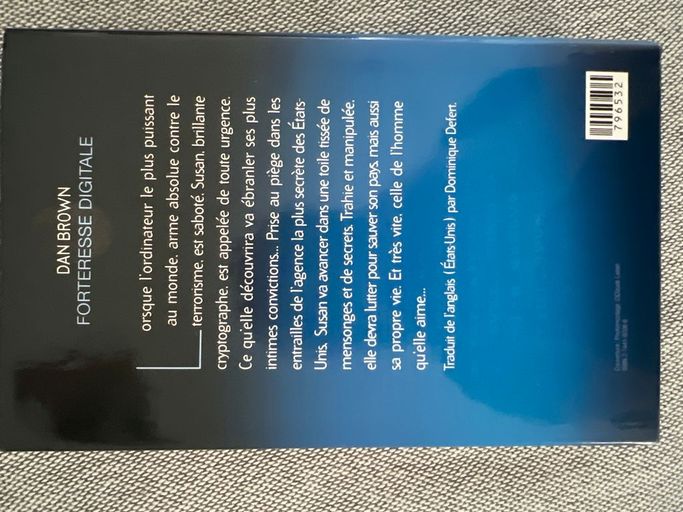 DAN BROWN
FORTERESSE DIGITALE
Lorsque l'ordinateur le plus puissant
au monde, arme absolue contre le
terrorisme, est saboté, Susan, brillante
cryptographe, est appelée de toute urgence.
Ce qu'elle découvrira va ébranler ses plus
intimes convictions... Prise au piège dans les
entrailles de l'agence la plus secrète des États-
Unis, Susan va avancer dans une toile tissée de
mensonges et de secrets. Trahie et manipulée,
elle devra lutter pour sauver son pays, mais aussi
sa propre vie. Et très vite, celle de l'homme
qu'elle aime...
Traduit de l'anglais (États-Unis) par Dominique Defert.
796532